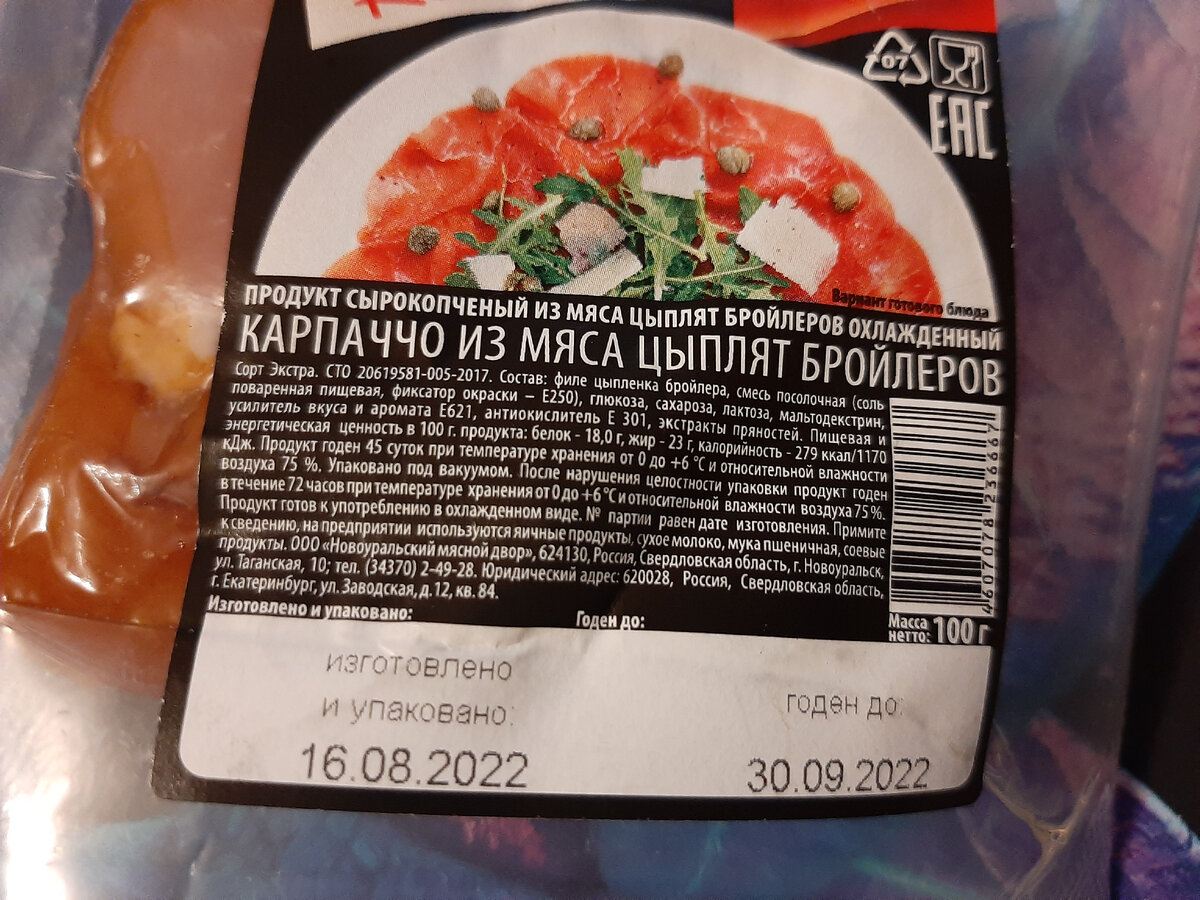 07
EAC
Вариант готового блюда
ПРОДУКТ СЫРОКОПЧЕНЫЙ ИЗ МЯСА ЦЫПЛЯТ БРОЙЛЕРОВ ОХЛАЖДЕННЫЙ
КАРПАЧЧО ИЗ МЯСА ЦЫПЛЯТ БРОЙЛЕРОВ
Сорт Экстра. СТО 20619581-005-2017. Состав: филе цыпленка бройлера, смесь посолочная (соль
поваренная пищевая, фиксатор окраски – Е250), глюкоза, сахароза, лактоза, мальтодекстрин,
усилитель вкуса и аромата Е621, антиокислитель Е 301, экстракты пряностей. Пищевая и
энергетическая ценность в 100 г. продукта: белок - 18,0 г, жир - 23 г, калорийность - 279 ккал/1170
кДж. Продукт годен 45 суток при температуре хранения от 0 до +6 °С и относительной влажности
воздуха 75 %. Упаковано под вакуумом. После нарушения целостности упаковки продукт годен
в течение 72 часов при температуре хранения от 0 до +6 °С и относительной влажности воздуха 75 %.
Продукт готов к употреблению в охлажденном виде. № партии равен дате изготовления. Примите
к сведению, на предприятии используются яичные продукты, сухое молоко, мука пшеничная, соевые
продукты. ООО «Новоуральский мясной двор», 624130, Россия, Свердловская область, г. Новоуральск,
ул. Таганская, 10; тел. (34370) 2-49-28. Юридический адрес: 620028, Россия, Свердловская область,
г. Екатеринбург, ул. Заводская, д.12, кв. 84.
4607078123666 7
Изготовлено и упаковано:
Годен до:
Масса
нетто: 100 г
изготовлено
и упаковано:
16.08.2022
годен до:
30.09.2022